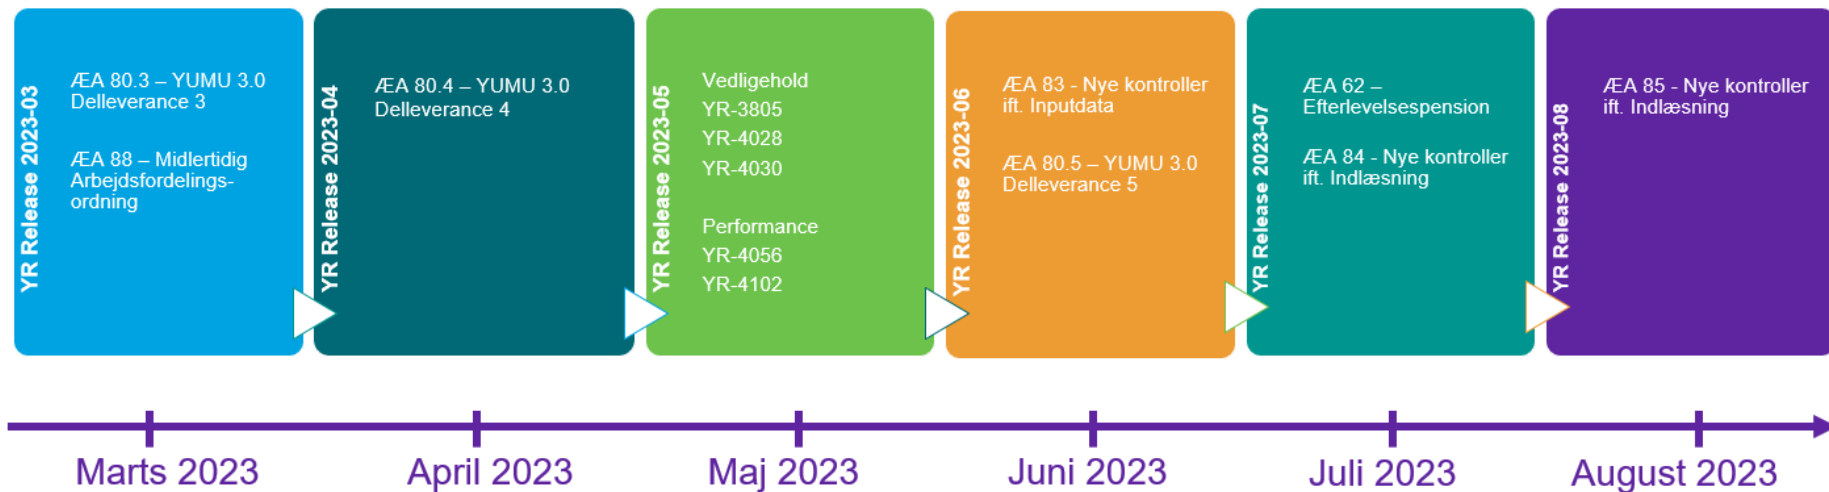 YR Release 2023-03
ÆA 80.3 – YUMU 3.0
Delleverance 3
ÆA 88 – Midlertidig
Arbejdsfordelings-
ordning
YR Release 2023-04
ÆA 80.4 – YUMU 3.0
Delleverance 4
YR Release 2023-05
Vedligehold
YR-3805
YR-4028
YR-4030
Performance
YR-4056
YR-4102
YR Release 2023-06
ÆA 83 - Nye kontroller
ift. Inputdata
ÆA 80.5 – YUMU 3.0
Delleverance 5
YR Release 2023-07
ÆA 62 –
Efterlevelsespension
ÆA 84 - Nye kontroller
ift. Indlæsning
YR Release 2023-08
ÆA 85 - Nye kontroller
ift. Indlæsning
Marts 2023
April 2023
Maj 2023
Juni 2023
Juli 2023
August 2023